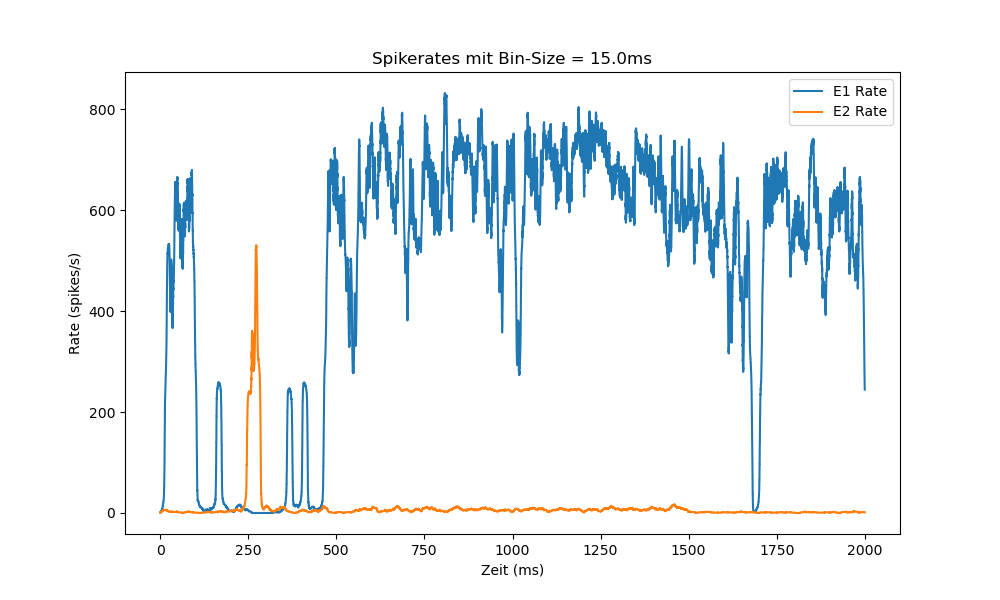 Spikerates mit Bin-Size = 15.0ms
E1 Rate
E2 Rate
800
600
400
200
0
Rate (spikes/s)
0 250 500 750 1000 1250 1500 1750 2000
Zeit (ms)